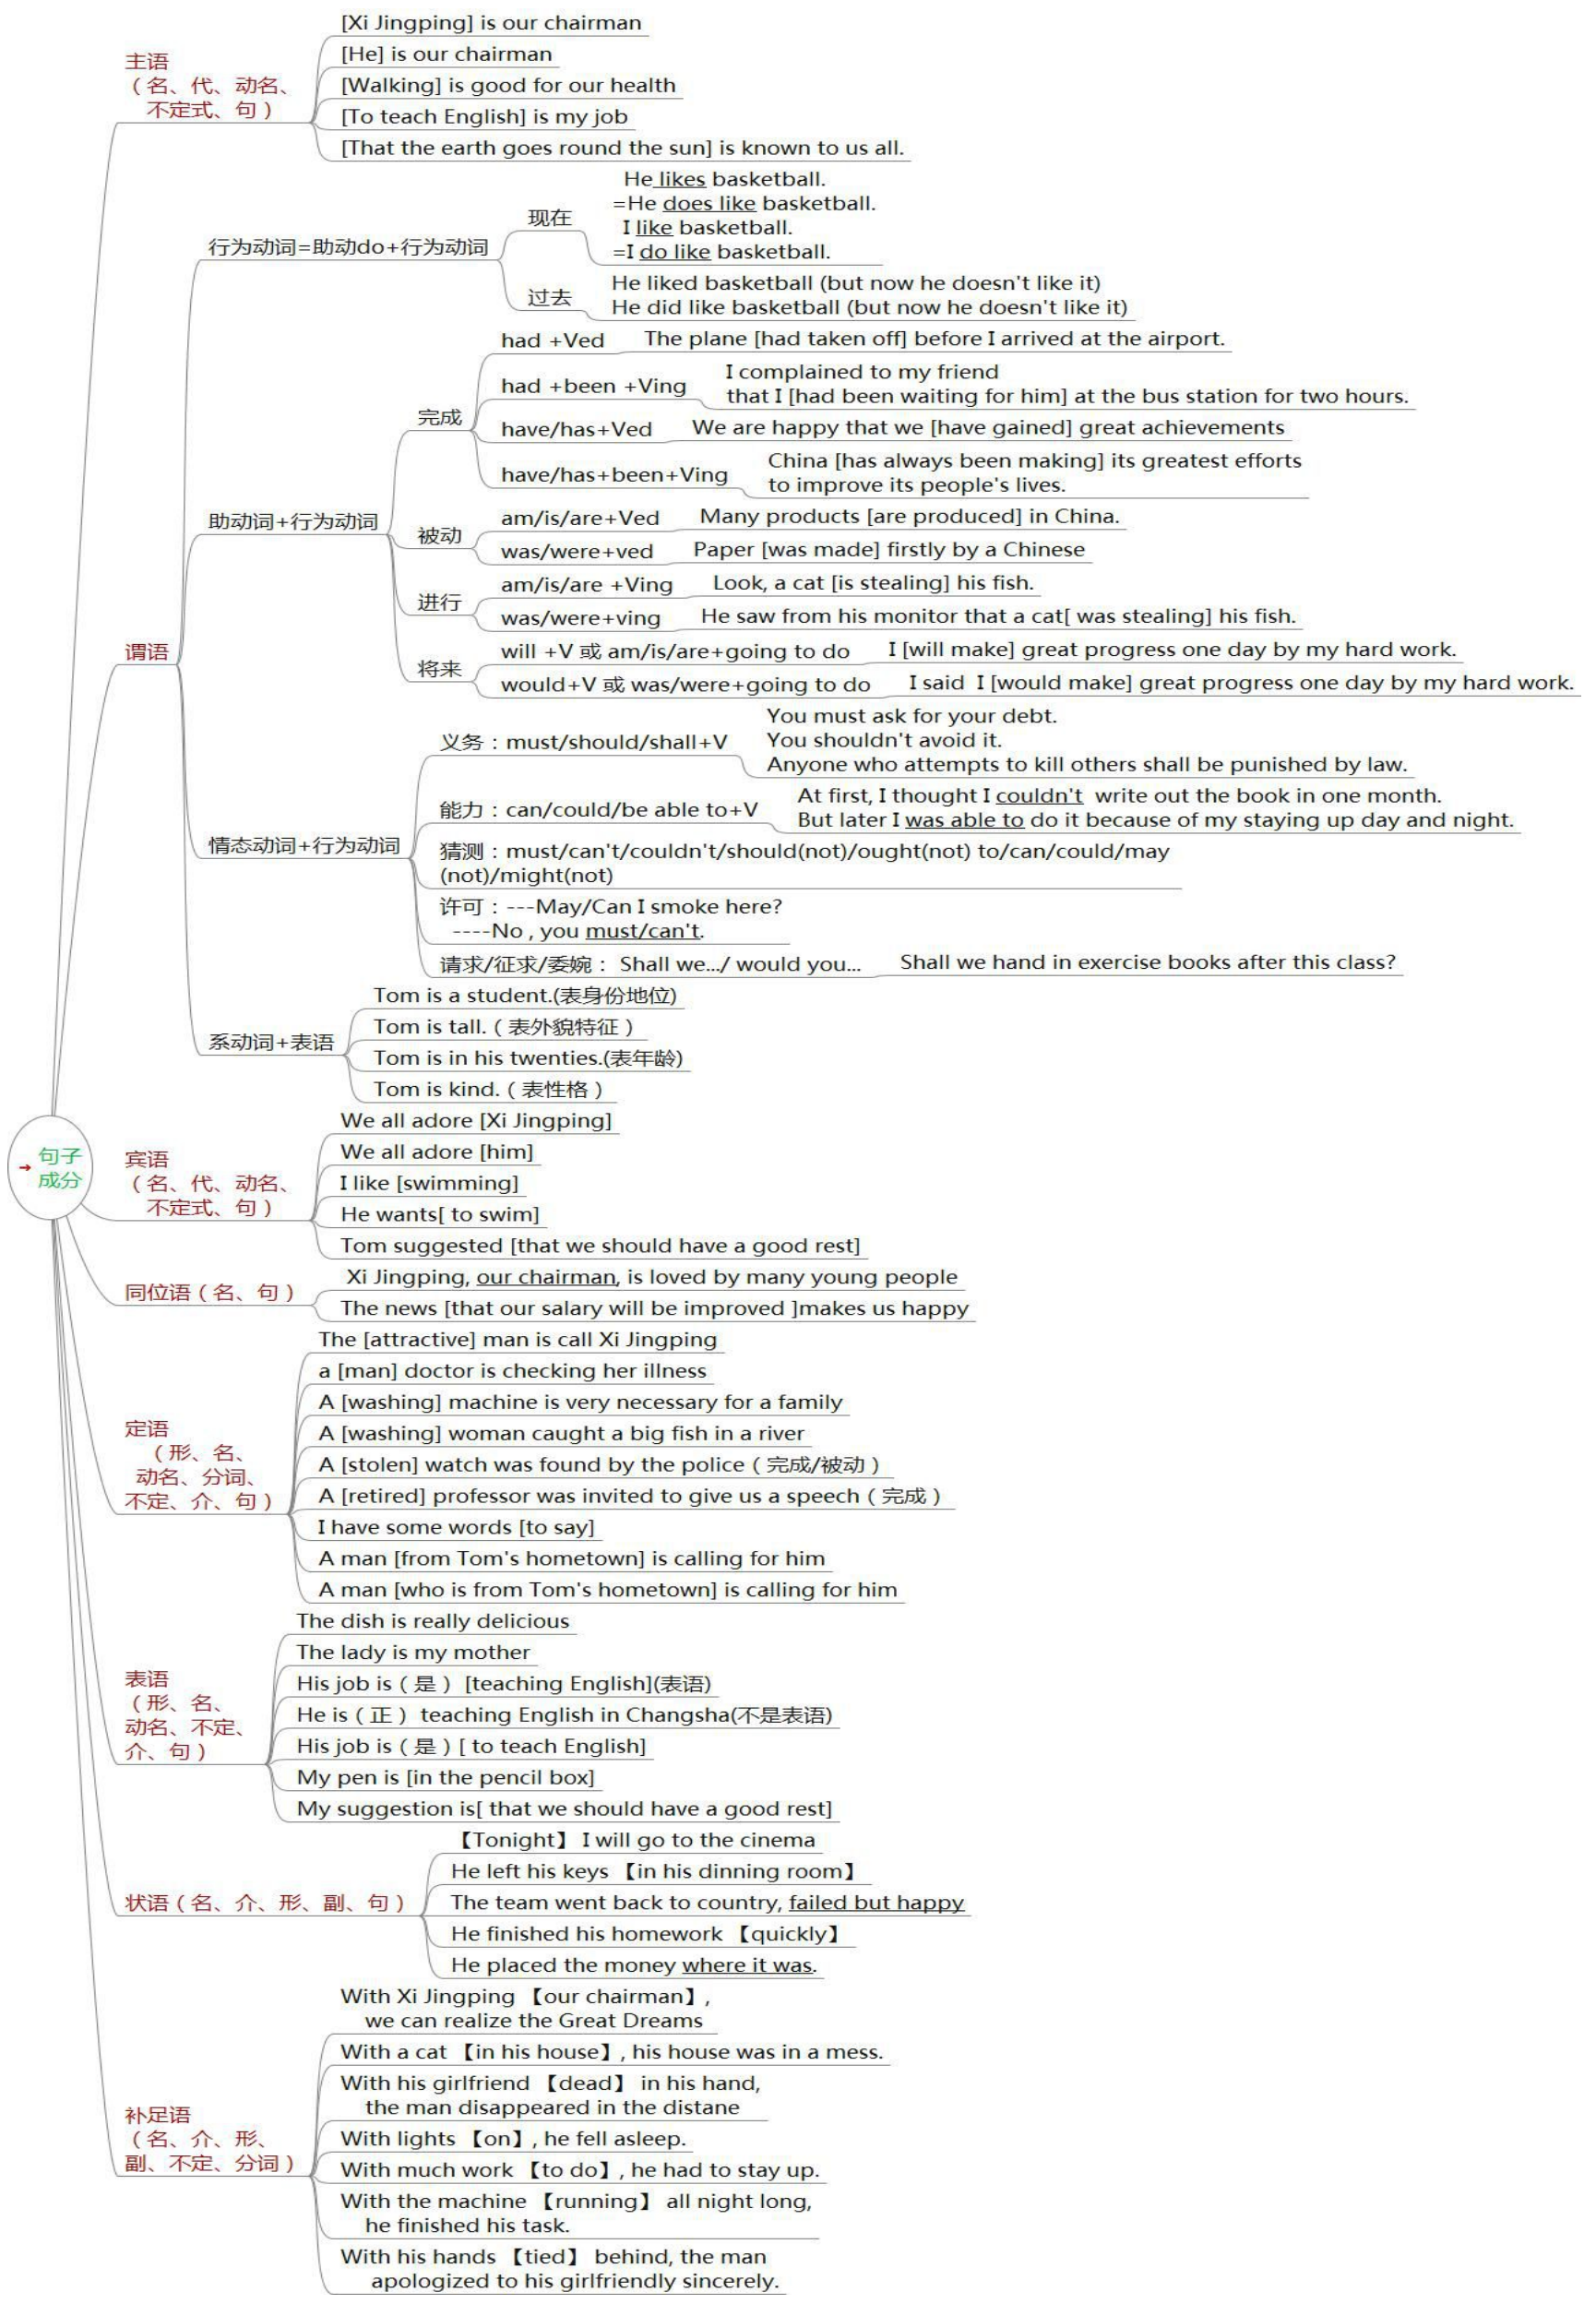 [Xi Jingping] is our chairman
[He] is our chairman
主语
（名、代、动名、
不定式、句）
[Walking] is good for our health
[To teach English] is my job
[That the earth goes round the sun] is known to us all.
谓语
行为动词=助动do+行为动词
现在
He likes basketball.
=He does like basketball.
I like basketball.
=I do like basketball.
过去
He liked basketball (but now he doesn't like it)
He did like basketball (but now he doesn't like it)
助动词+行为动词
完成
had +Ved
The plane [had taken off] before I arrived at the airport.
had +been +Ving
I complained to my friend
that I [had been waiting for him] at the bus station for two hours.
have/has+Ved
We are happy that we [have gained] great achievements
have/has+been+Ving
China [has always been making] its greatest efforts
to improve its people's lives.
被动
am/is/are+Ved
Many products [are produced] in China.
was/were+ved
Paper [was made] firstly by a Chinese
进行
am/is/are +Ving
Look, a cat [is stealing] his fish.
was/were+ving
He saw from his monitor that a cat[ was stealing] his fish.
将来
will +V 或 am/is/are+going to do
I [will make] great progress one day by my hard work.
would+V 或 was/were+going to do
I said I [would make] great progress one day by my hard work.
情态动词+行为动词
义务：must/should/shall+V
You must ask for your debt.
You shouldn't avoid it.
Anyone who attempts to kill others shall be punished by law.
能力：can/could/be able to+V
At first, I thought I couldn't write out the book in one month.
But later I was able to do it because of my staying up day and night.
猜测：must/can't/couldn't/should(not)/ought(not) to/can/could/may
(not)/might(not)
许可：---May/Can I smoke here?
----No , you must/can't.
请求/征求/委婉： Shall we.../ would you...
Shall we hand in exercise books after this class?
系动词+表语
Tom is a student.(表身份地位)
Tom is tall.（表外貌特征）
Tom is in his twenties.(表年龄)
Tom is kind.（表性格）
→ 句子
成分
宾语
（名、代、动名、
不定式、句）
We all adore [Xi Jingping]
We all adore [him]
I like [swimming]
He wants[ to swim]
Tom suggested [that we should have a good rest]
同位语（名、句）
Xi Jingping, our chairman, is loved by many young people
The news [that our salary will be improved ]makes us happy
定语
（形、名、
动名、分词、
不定、介、句）
The [attractive] man is call Xi Jingping
a [man] doctor is checking her illness
A [washing] machine is very necessary for a family
A [washing] woman caught a big fish in a river
A [stolen] watch was found by the police（完成/被动）
A [retired] professor was invited to give us a speech（完成）
I have some words [to say]
A man [from Tom's hometown] is calling for him
A man [who is from Tom's hometown] is calling for him
表语
（形、名、
动名、不定、
介、句）
The dish is really delicious
The lady is my mother
His job is（是） [teaching English](表语)
He is（正） teaching English in Changsha(不是表语)
His job is（是）[ to teach English]
My pen is [in the pencil box]
My suggestion is[ that we should have a good rest]
状语（名、介、形、副、句）
【Tonight】 I will go to the cinema
He left his keys 【in his dinning room】
The team went back to country, failed but happy
He finished his homework 【quickly】
He placed the money where it was.
补足语
（名、介、形、
副、不定、分词）
With Xi Jingping 【our chairman】,
we can realize the Great Dreams
With a cat 【in his house】, his house was in a mess.
With his girlfriend 【dead】 in his hand,
the man disappeared in the distane
With lights 【on】, he fell asleep.
With much work 【to do】, he had to stay up.
With the machine 【running】 all night long,
he finished his task.
With his hands 【tied】 behind, the man
apologized to his girlfriendly sincerely.